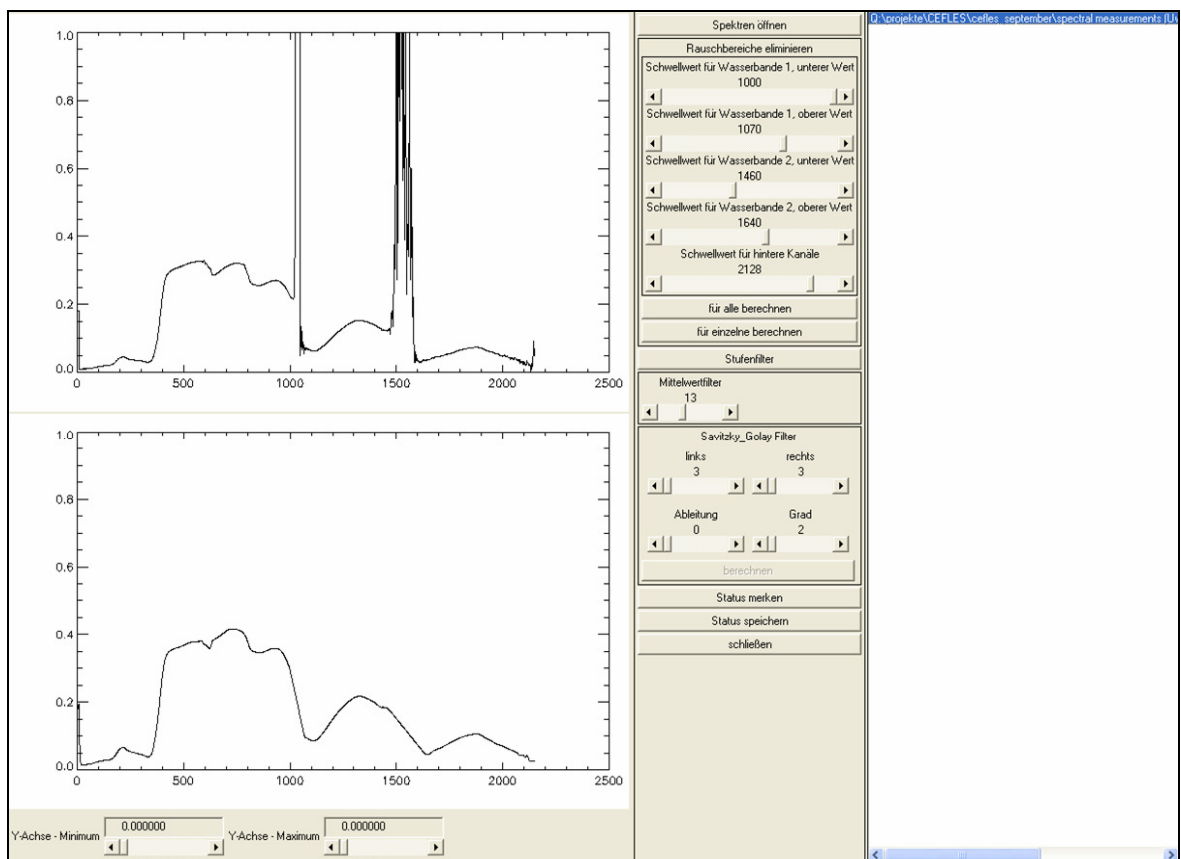 1.0
0.8
0.6
0.4
0.2
0.0
0 500 1000 1500 2000 2500
1.0
0.8
0.6
0.4
0.2
0.0
0 500 1000 1500 2000 2500
Y-Achse - Minimum 0.000000 Y-Achse - Maximum 0.000000
Spektren öffnen
Rauschbereiche eliminieren
Schwellwert für Wasserbande 1, unterer Wert
1000
Schwellwert für Wasserbande 1, oberer Wert
1070
Schwellwert für Wasserbande 2, unterer Wert
1460
Schwellwert für Wasserbande 2, oberer Wert
1640
Schwellwert für hintere Kanäle
2128
für alle berechnen
für einzelne berechnen
Stufenfilter
Mittelwertfilter
13
Savitzky_Golay Filter
links rechts
3 3
Ableitung Grad
0 2
berechnen
Status merken
Status speichern
schließen
Q:\projekte\CEFLES\cefles_september\spectral measurements (Uv